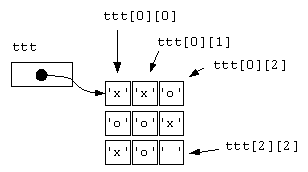 ttt[0][0]
ttt[0][1]
ttt
ttt[0][2]
'x' 'x' 'o'
'o' 'o' 'x'
'x' 'o' ' '
ttt[2][2]